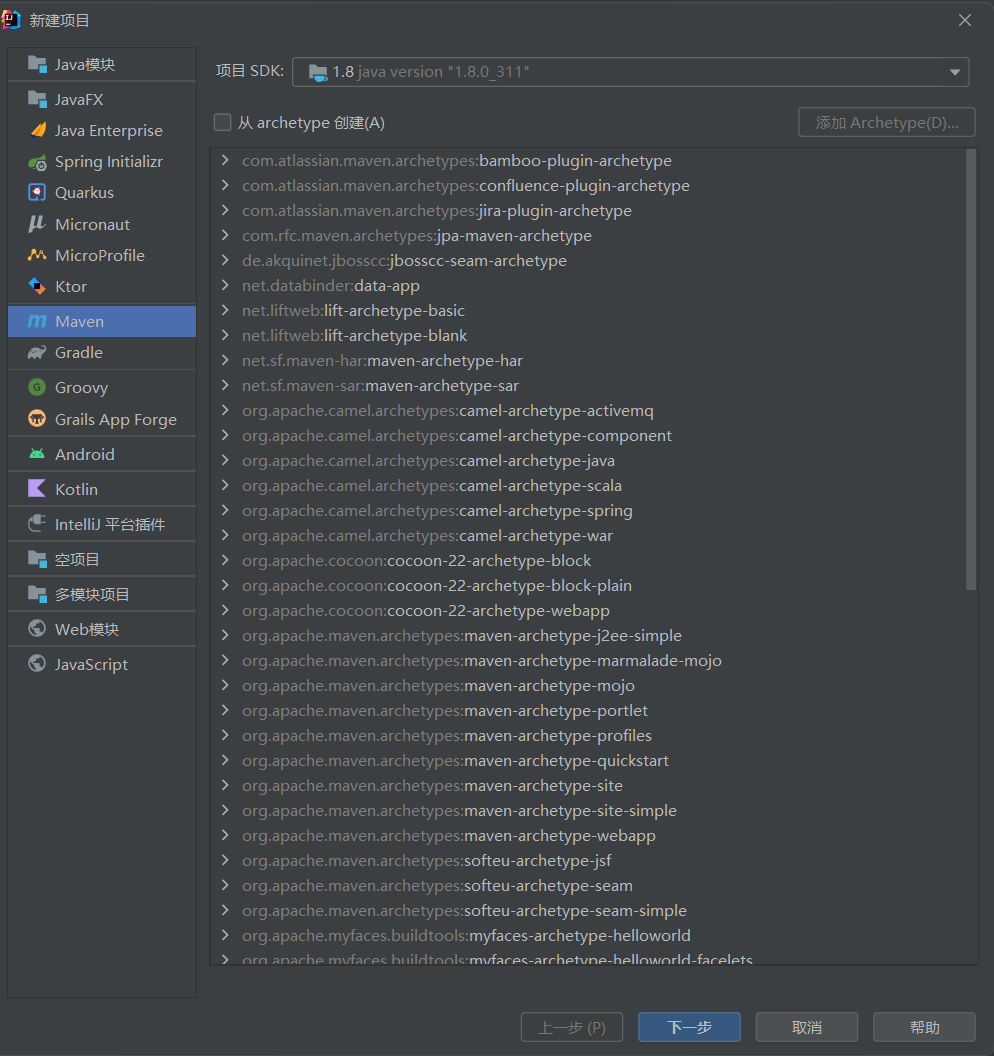 新建项目
Java模块
JavaFX
Java Enterprise
Spring Initializr
Quarkus
Micronaut
MicroProfile
Ktor
Maven
Gradle
Groovy
Grails App Forge
Android
Kotlin
IntelliJ 平台插件
空项目
多模块项目
Web模块
JavaScript
项目 SDK: 1.8 java version "1.8.0_311"
从 archetype 创建(A) 添加 Archetype(D)...
com.atlassian.maven.archetypes:bamboo-plugin-archetype
com.atlassian.maven.archetypes:confluence-plugin-archetype
com.atlassian.maven.archetypes:jira-plugin-archetype
com.rfc.maven.archetypes:jpa-maven-archetype
de.akquinet.jbosscc:jbosscc-seam-archetype
net.databinder:data-app
net.liftweb:lift-archetype-basic
net.liftweb:lift-archetype-blank
net.sf.maven-har:maven-archetype-har
net.sf.maven-sar:maven-archetype-sar
org.apache.camel.archetypes:camel-archetype-activemq
org.apache.camel.archetypes:camel-archetype-component
org.apache.camel.archetypes:camel-archetype-java
org.apache.camel.archetypes:camel-archetype-scala
org.apache.camel.archetypes:camel-archetype-spring
org.apache.camel.archetypes:camel-archetype-war
org.apache.cocoon:cocoon-22-archetype-block
org.apache.cocoon:cocoon-22-archetype-block-plain
org.apache.cocoon:cocoon-22-archetype-webapp
org.apache.maven.archetypes:maven-archetype-j2ee-simple
org.apache.maven.archetypes:maven-archetype-marmalade-mojo
org.apache.maven.archetypes:maven-archetype-mojo
org.apache.maven.archetypes:maven-archetype-portlet
org.apache.maven.archetypes:maven-archetype-profiles
org.apache.maven.archetypes:maven-archetype-quickstart
org.apache.maven.archetypes:maven-archetype-site
org.apache.maven.archetypes:maven-archetype-site-simple
org.apache.maven.archetypes:maven-archetype-webapp
org.apache.maven.archetypes:softeu-archetype-jsf
org.apache.maven.archetypes:softeu-archetype-seam
org.apache.maven.archetypes:softeu-archetype-seam-simple
org.apache.myfaces.buildtools:myfaces-archetype-helloworld
org.apache.myfaces.buildtools:myfaces-archetype-helloworld-facelets
上一步 (P) 下一步 取消 帮助